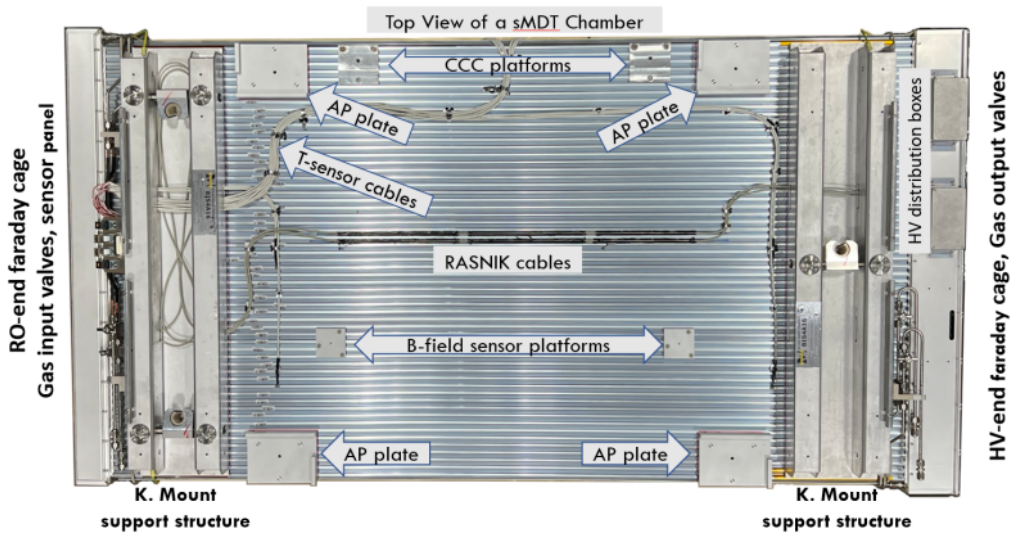 Top View of a sMDT Chamber
CCC platforms
AP plate
AP plate
T-sensor cables
RASNIK cables
B-field sensor platforms
AP plate
AP plate
RO-end faraday cage
Gas input valves, sensor panel
HV distribution boxes
HV-end faraday cage, Gas output valves
K. Mount
support structure
K. Mount
support structure